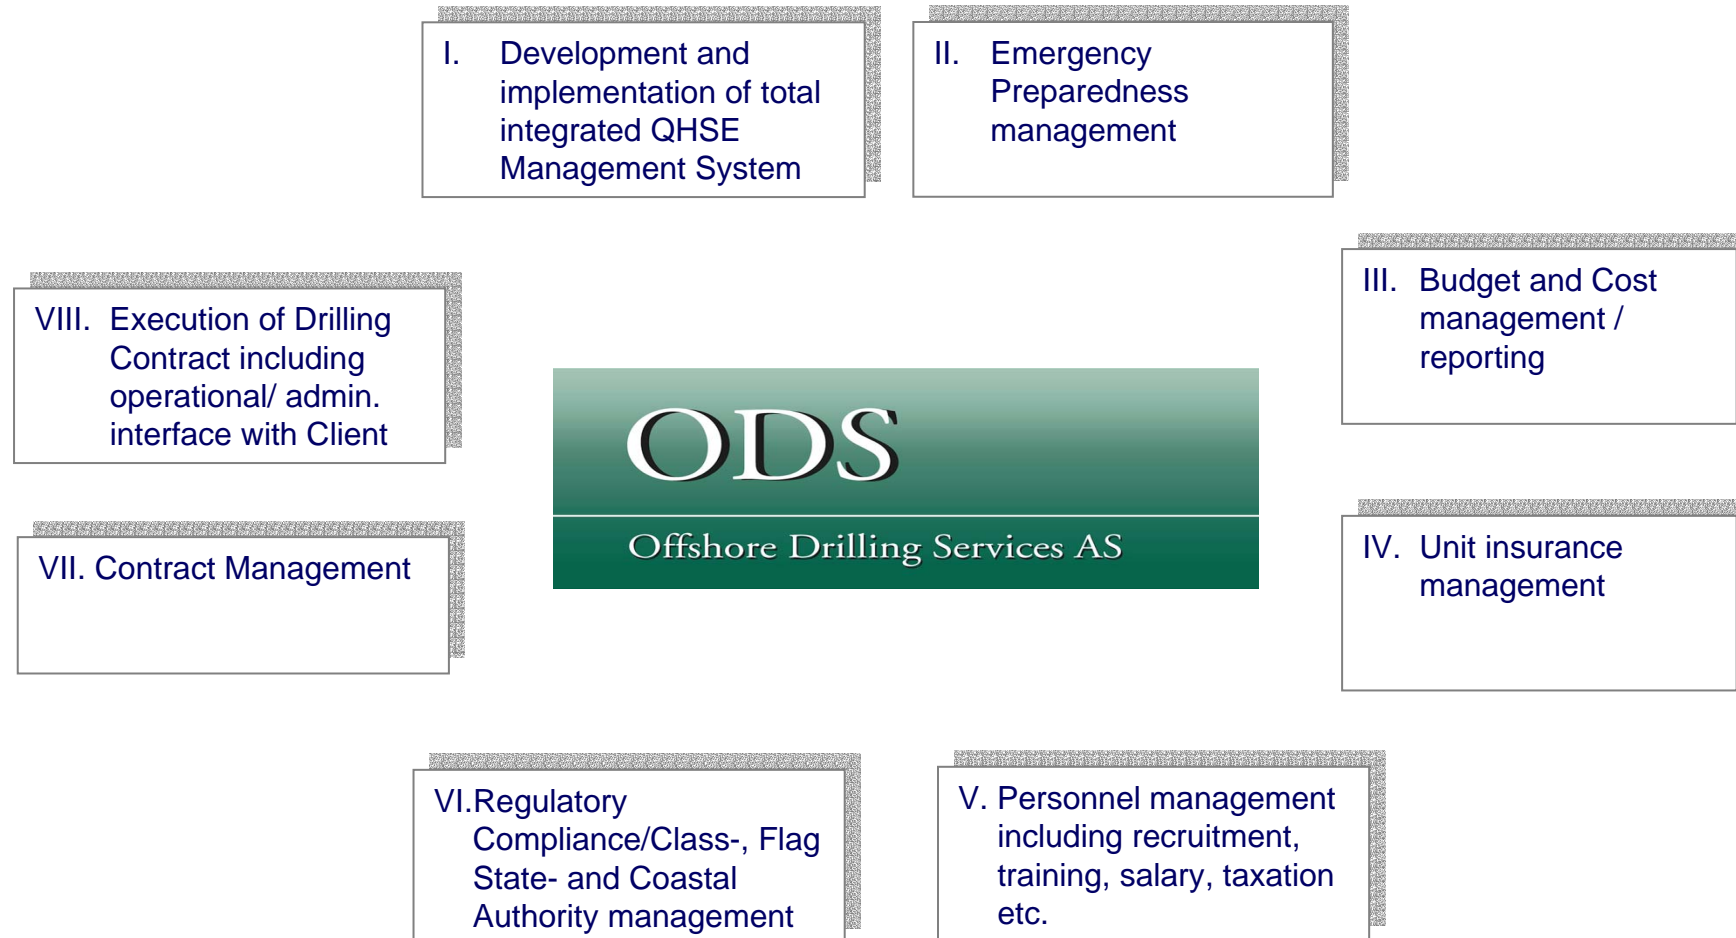 I. Development and
implementation of total
integrated QHSE
Management System
II. Emergency
Preparedness
management
III. Budget and Cost
management /
reporting
IV. Unit insurance
management
V. Personnel management
including recruitment,
training, salary, taxation
etc.
VI.Regulatory
Compliance/Class-, Flag
State- and Coastal
Authority management
VII. Contract Management
VIII. Execution of Drilling
Contract including
operational/ admin.
interface with Client
ODS
Offshore Drilling Services AS